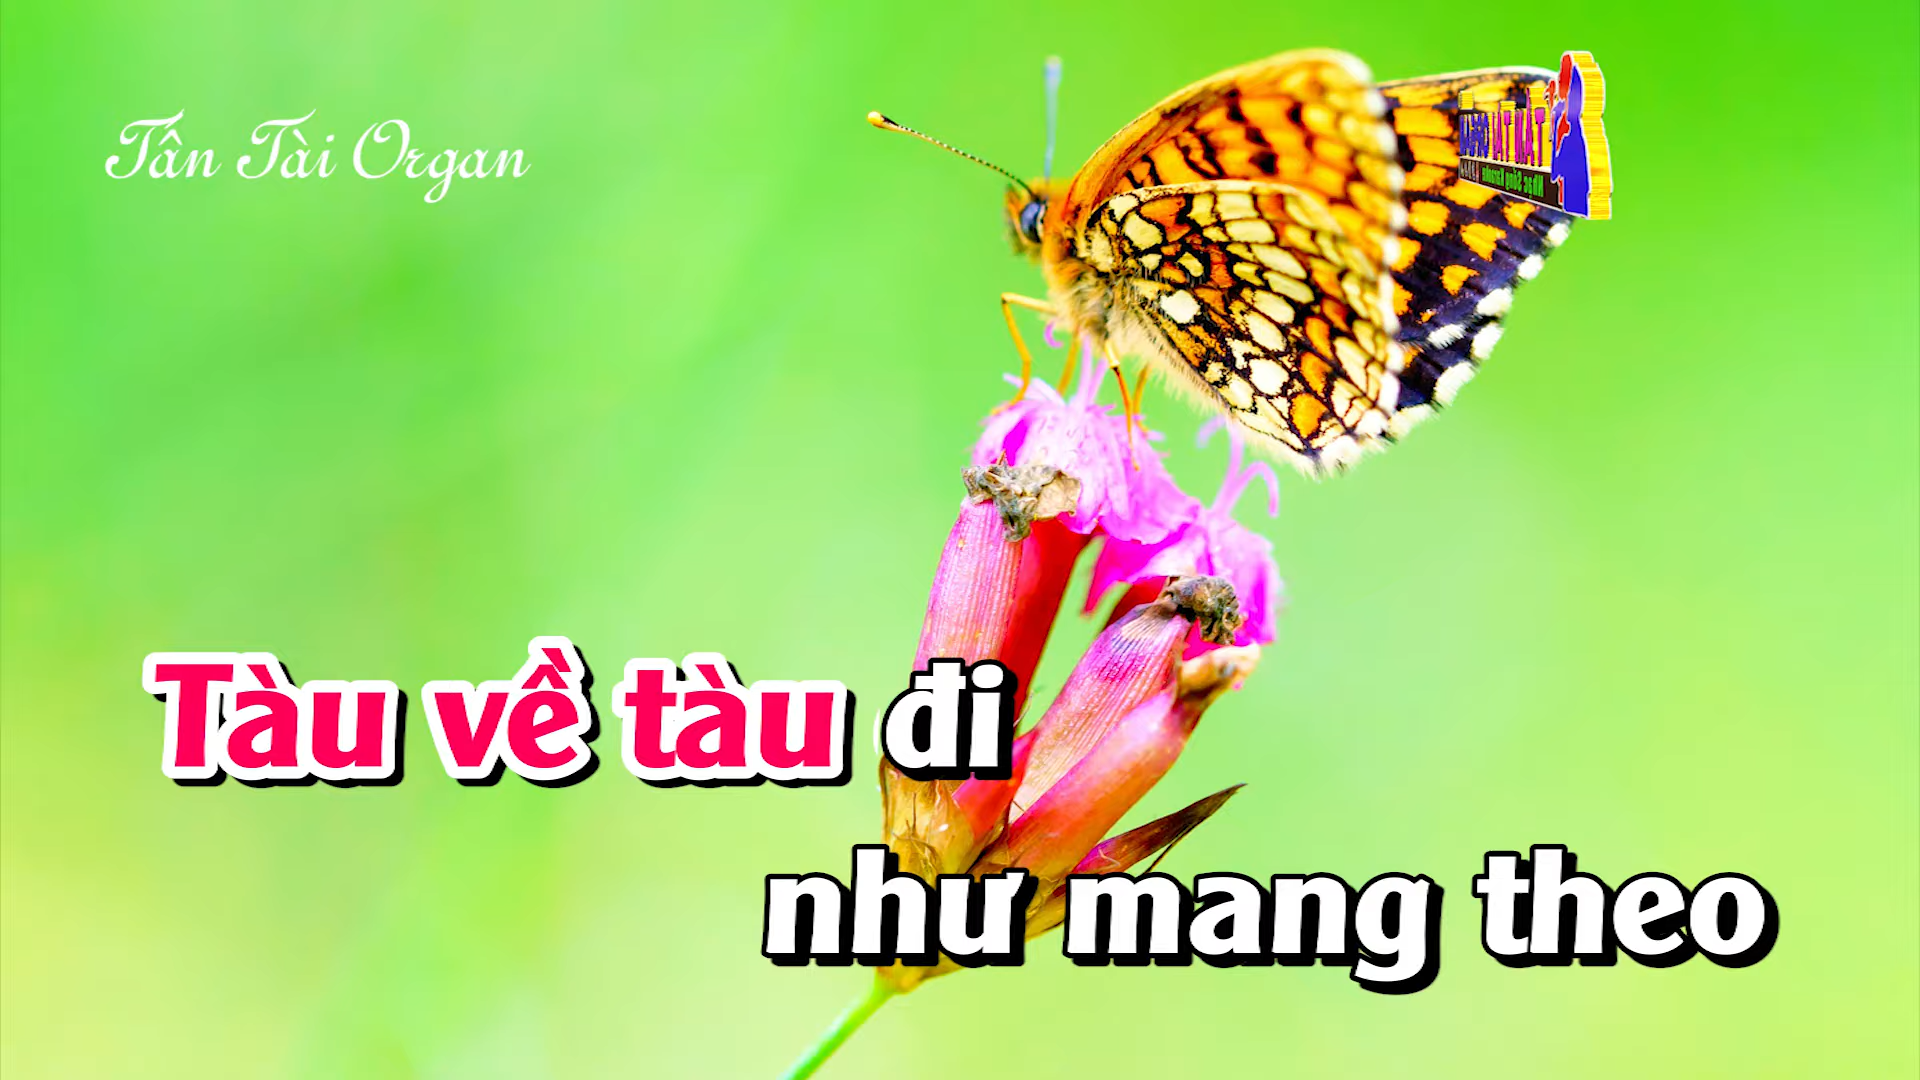 Tấn Tài Organ
Tàu về tàu đi
như mang theo